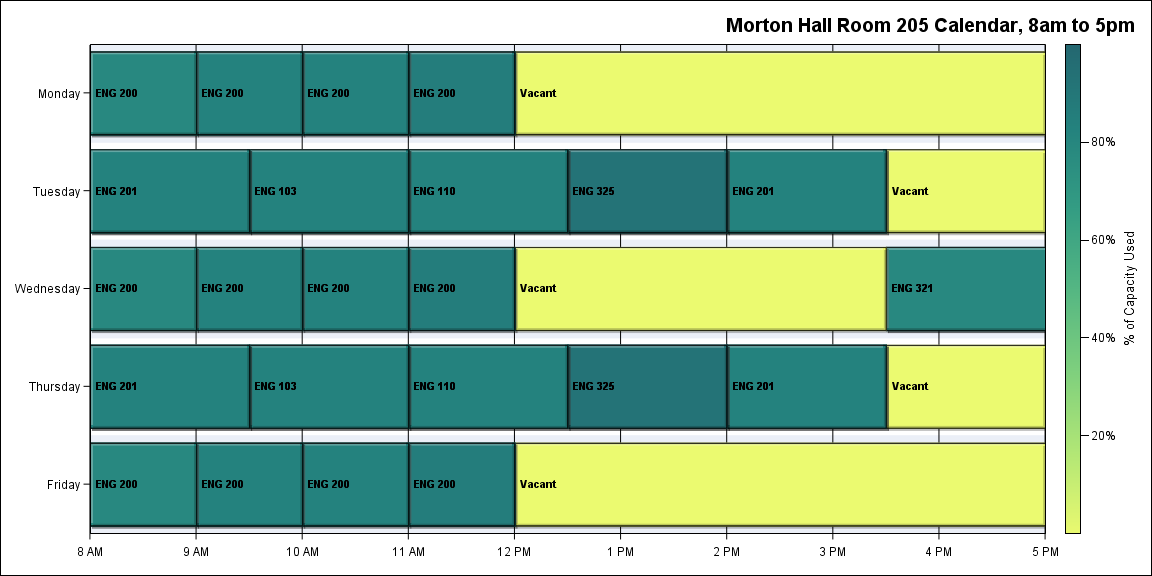 Morton Hall Room 205 Calendar, 8am to 5pm
Monday ENG 200 ENG 200 ENG 200 ENG 200 Vacant
80%
Tuesday ENG 201 ENG 103 ENG 110 ENG 325 ENG 201 Vacant
60%
Wednesday ENG 200 ENG 200 ENG 200 ENG 200 Vacant ENG 321
% of Capacity Used
40%
Thursday ENG 201 ENG 103 ENG 110 ENG 325 ENG 201 Vacant
20%
Friday ENG 200 ENG 200 ENG 200 ENG 200 Vacant
8 AM 9 AM 10 AM 11 AM 12 PM 1 PM 2 PM 3 PM 4 PM 5 PM